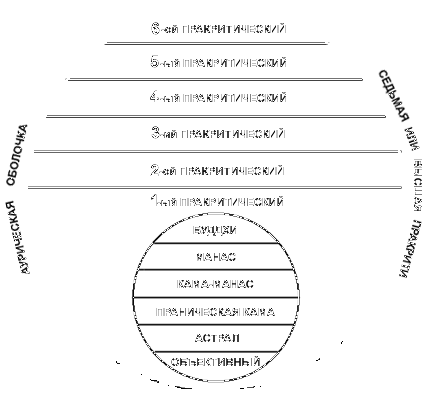 6-ой ПРАКРИТИЧЕСКИЙ
5-ый ПРАКРИТИЧЕСКИЙ
4-ый ПРАКРИТИЧЕСКИЙ
3-ий ПРАКРИТИЧЕСКИЙ
2-ой ПРАКРИТИЧЕСКИЙ
1-ый ПРАКРИТИЧЕСКИЙ
АУРИЧЕСКАЯ ОБОЛОЧКА
СЕДЬМАЯ ИЛИ ВЫСШАЯ ПРАКРИТИ
БУДДХИ
МАНАС
КАМА-МАНАС
ПРАНИЧЕСКАЯ КАМА
АСТРАЛ
ОБЪЕКТИВНЫЙ